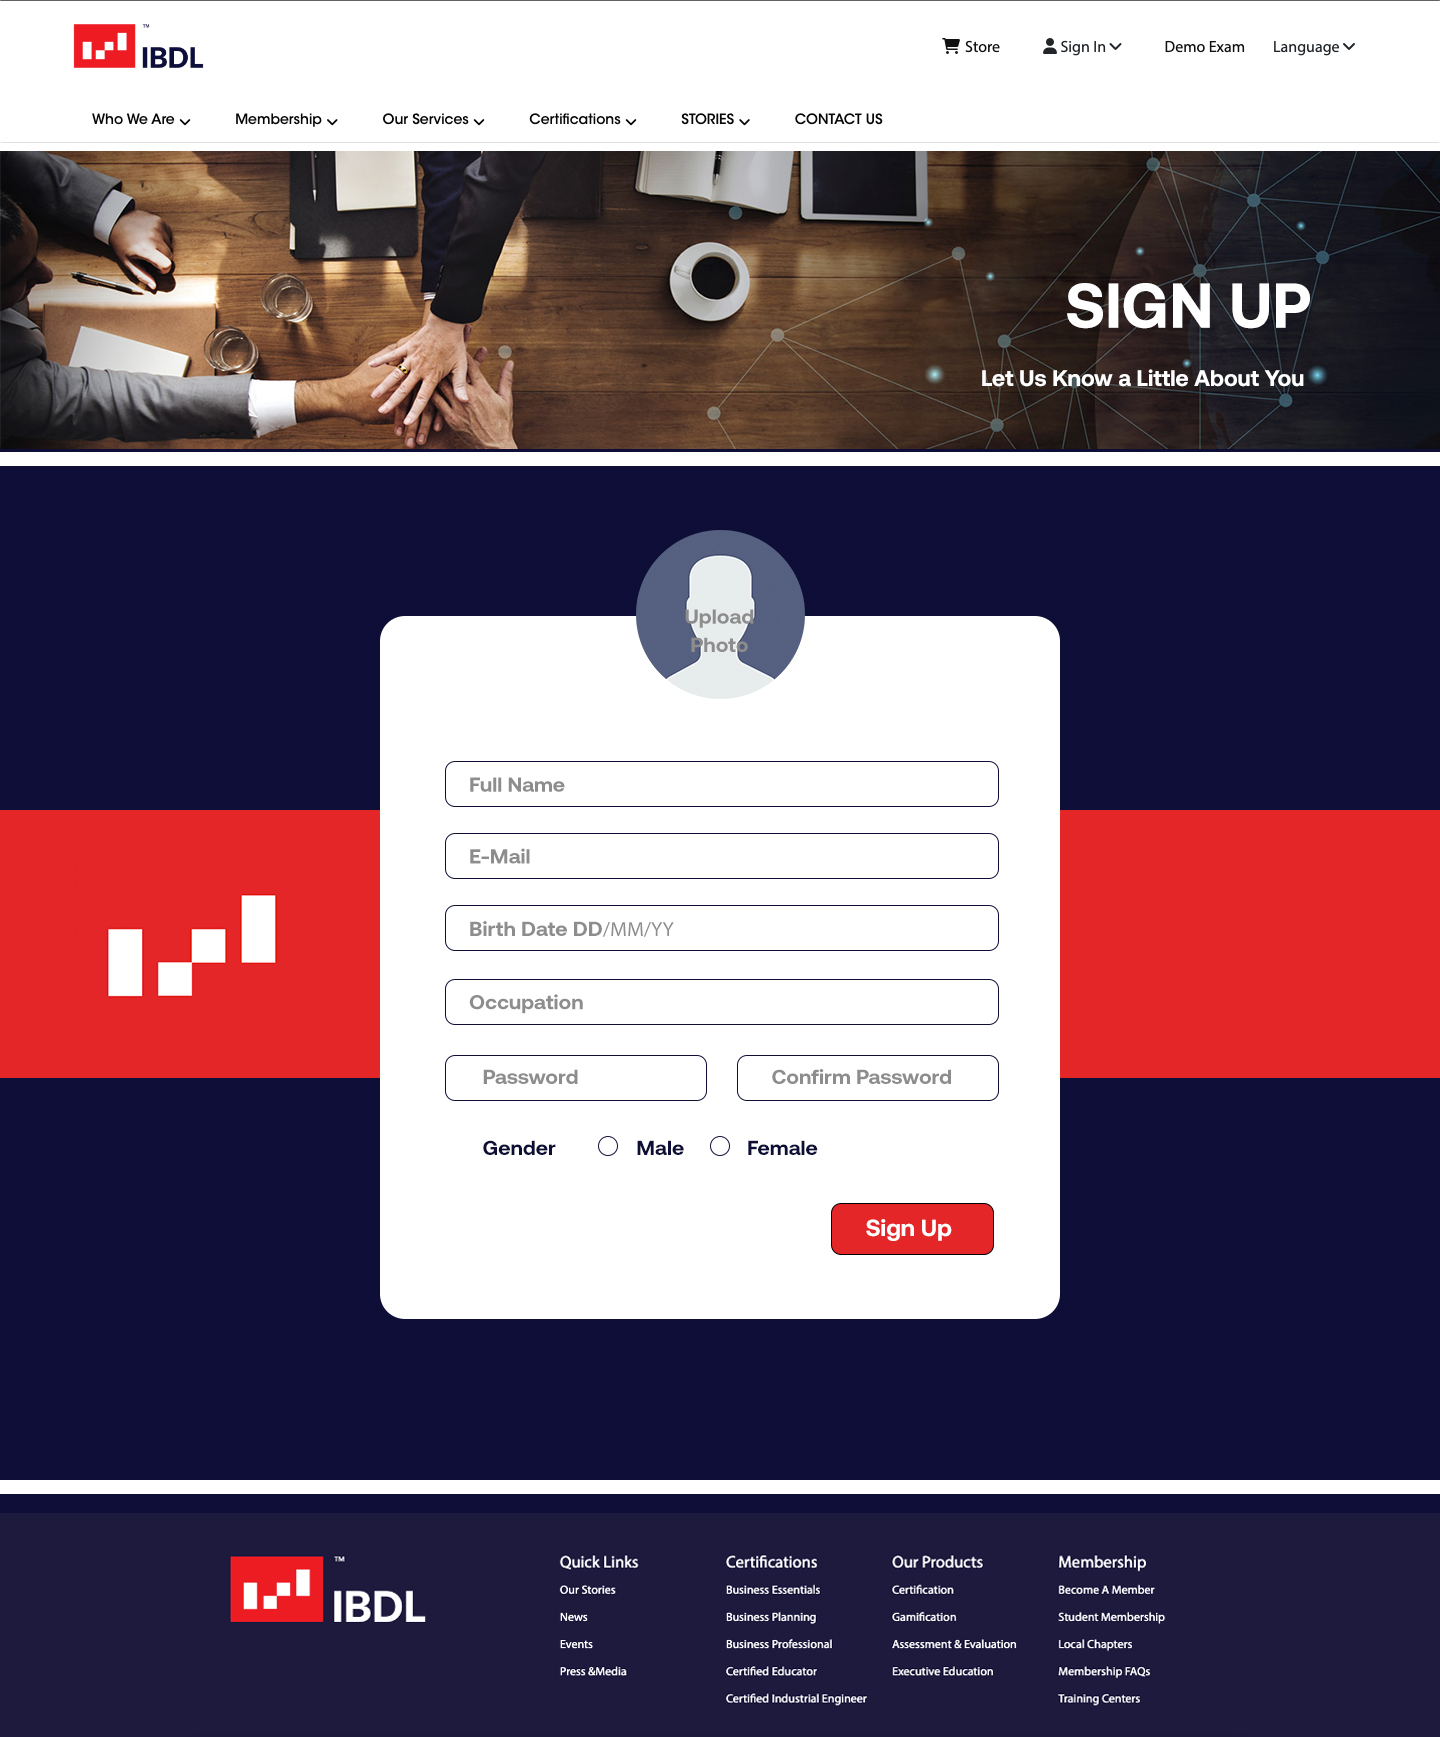 ™
IBDL
Store
Sign In
Demo Exam
Language
Who We Are
Membership
Our Services
Certifications
STORIES
CONTACT US
SIGN UP
Let Us Know a Little About You
Upload
Photo
Full Name
E-Mail
Birth Date DD/MM/YY
Occupation
Password
Confirm Password
Gender
Male
Female
Sign Up
™
IBDL
Quick Links
Our Stories
News
Events
Press &Media
Certifications
Business Essentials
Business Planning
Business Professional
Certified Educator
Certified Industrial Engineer
Our Products
Certification
Gamification
Assessment & Evaluation
Executive Education
Membership
Become A Member
Student Membership
Local Chapters
Membership FAQs
Training Centers